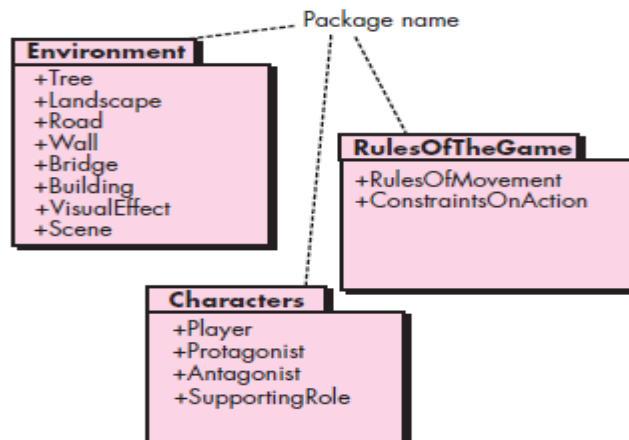 Package name
Environment
+Tree
+Landscape
+Road
+Wall
+Bridge
+Building
+VisualEffect
+Scene
RulesOfTheGame
+RulesOfMovement
+ConstraintsOnAction
Characters
+Player
+Protagonist
+Antagonist
+SupportingRole